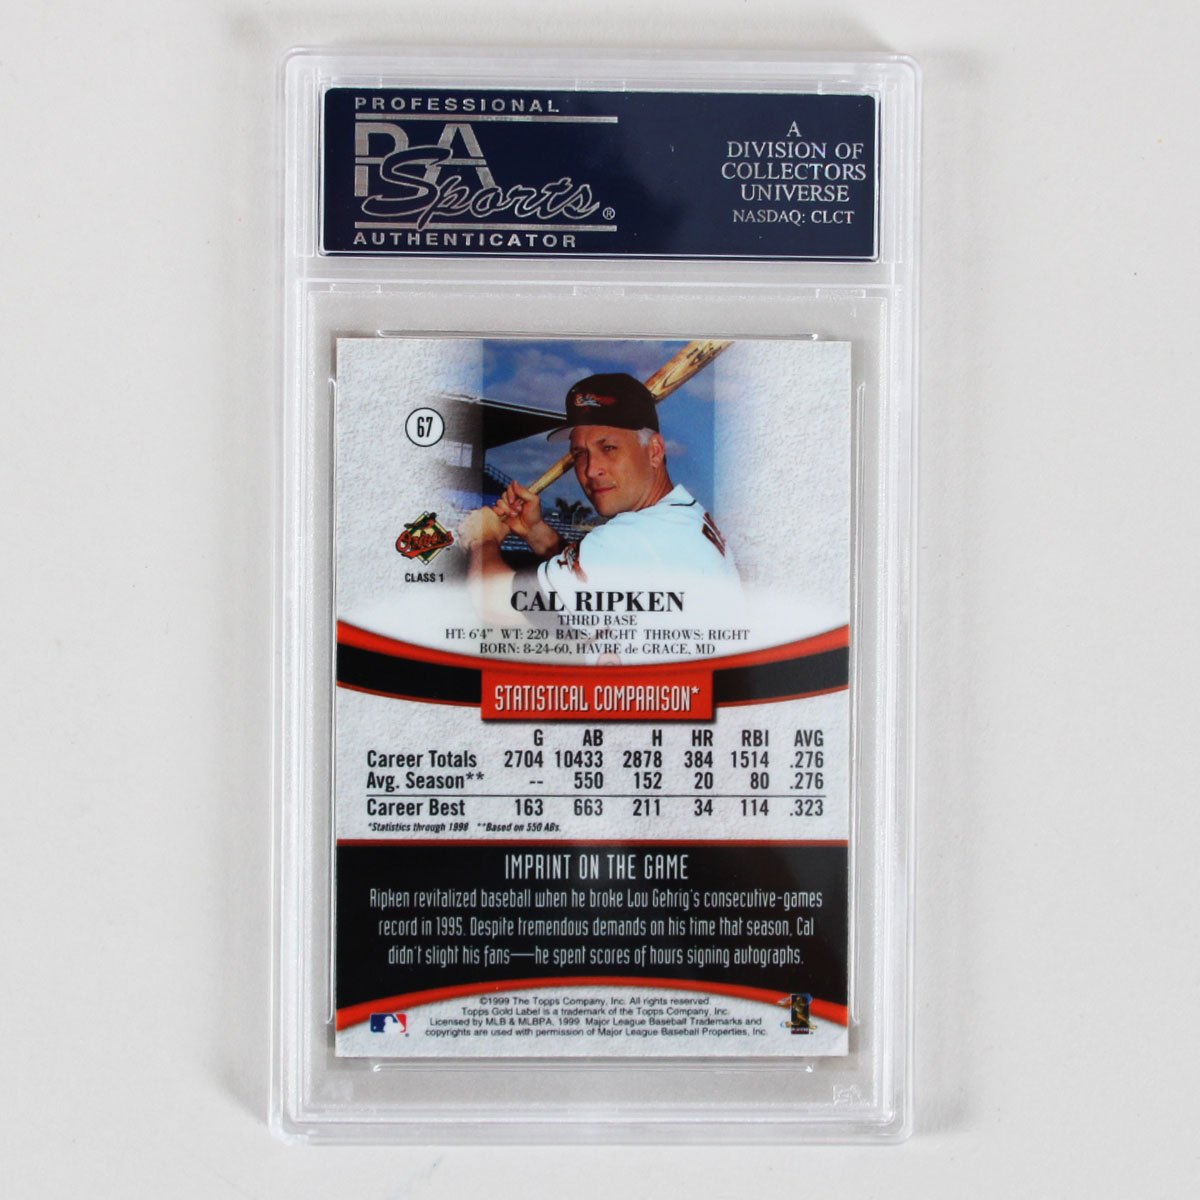 PROFESSIONAL
PSA
Sports®
AUTHENTICATOR
A
DIVISION OF
COLLECTORS
UNIVERSE
NASDAQ: CLCT
67
Orioles
CLASS 1
CAL RIPKEN
THIRD BASE
HT: 6'4" WT: 220 BATS: RIGHT THROWS: RIGHT
BORN: 8-24-60, HAVRE de GRACE, MD
STATISTICAL COMPARISON*
G AB H HR RBI AVG
Career Totals 2704 10433 2878 384 1514 .276
Avg. Season** -- 550 152 20 80 .276
Career Best 163 663 211 34 114 .323
*Statistics through 1998 **Based on 550 ABs.
IMPRINT ON THE GAME
Ripken revitalized baseball when he broke Lou Gehrig's consecutive-games
record in 1995. Despite tremendous demands on his time that season, Cal
didn't slight his fans—he spent scores of hours signing autographs.
©1999 The Topps Company, Inc. All rights reserved.
Topps Gold Label is a trademark of the Topps Company, Inc.
Licensed by MLB & MLBPA, 1999. Major League Baseball Trademarks and
copyrights are used with permission of Major League Baseball Properties, Inc.